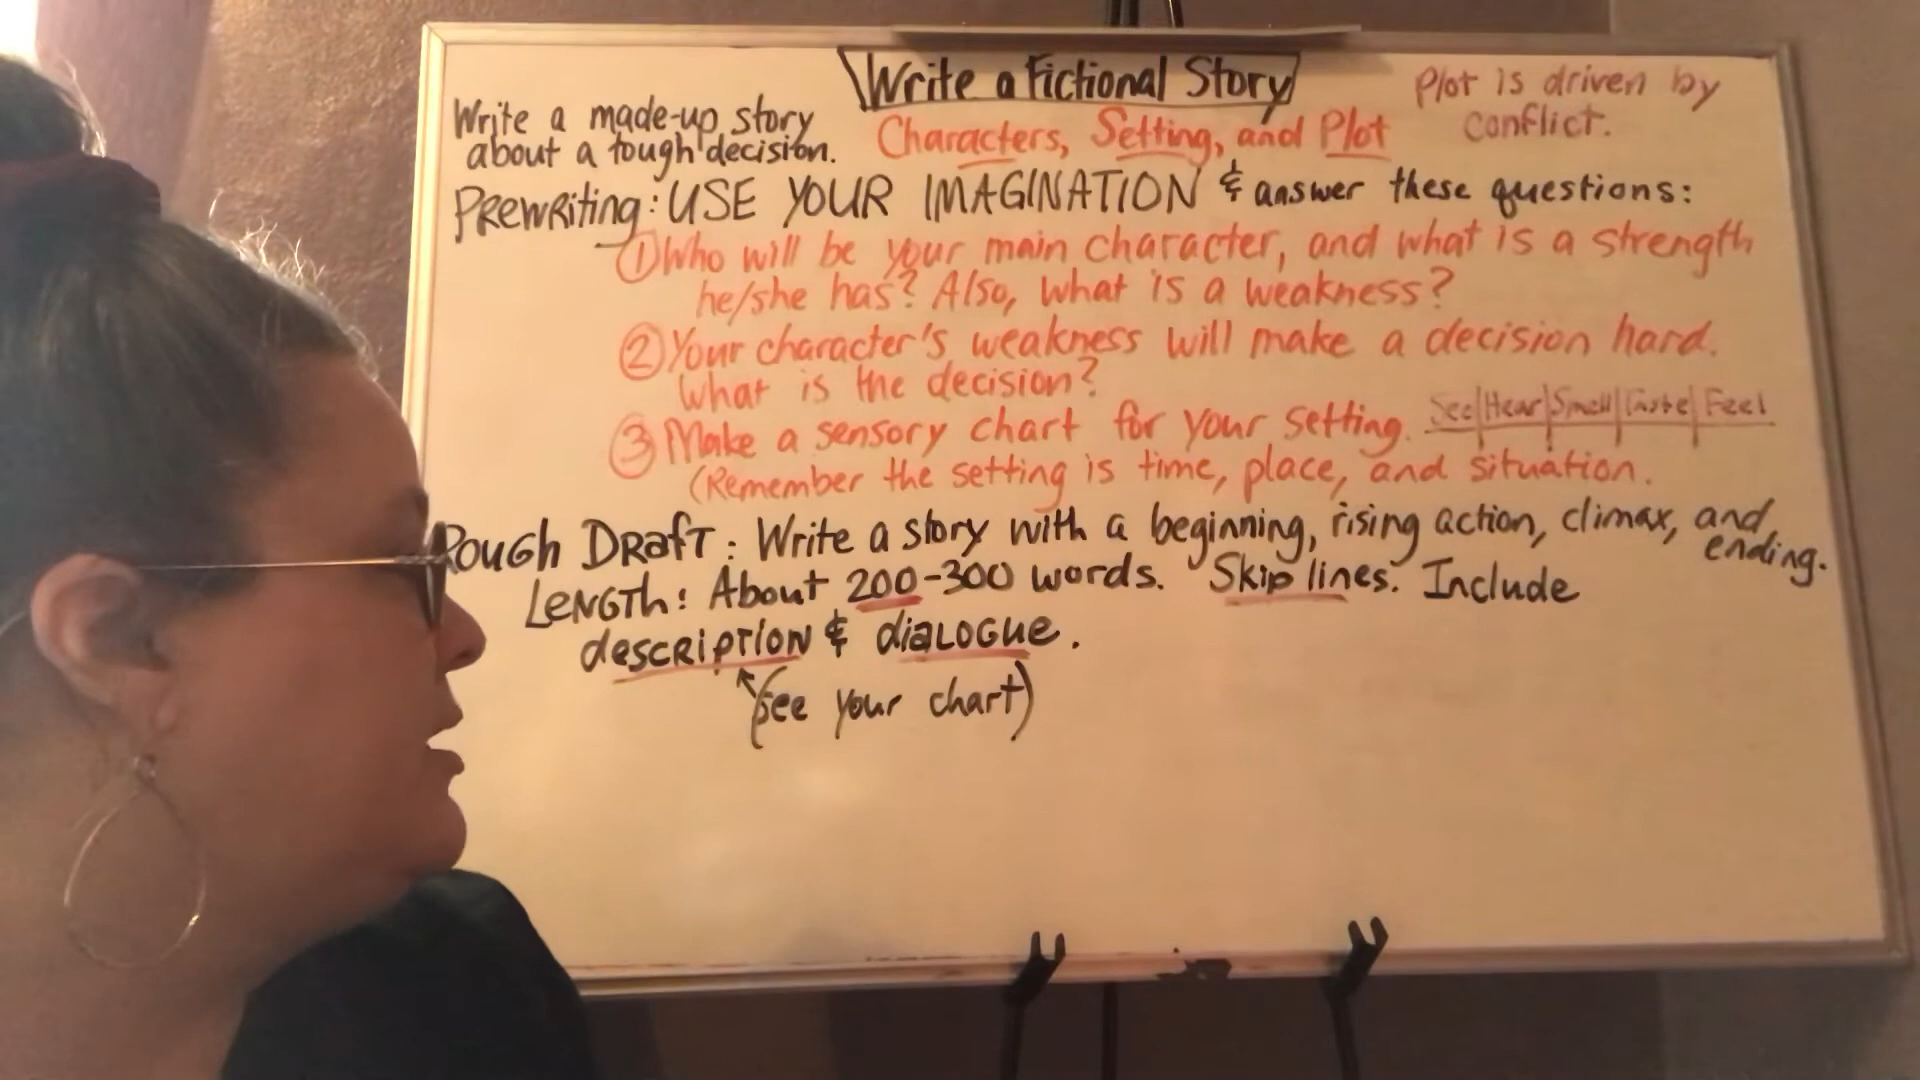 Write a Fictional Story
Plot is driven by
conflict.
Write a made-up story
about a tough decision.
Characters, Setting, and Plot
Prewriting: USE YOUR IMAGINATION & answer these questions:
① Who will be your main character, and what is a strength
he/she has? Also, what is a weakness?
② Your character's weakness will make a decision hard.
What is the decision?
③ Make a sensory chart for your setting.
See | Hear | Smell | Taste | Feel
(Remember the setting is time, place, and situation.
Rough Draft: Write a story with a beginning, rising action, climax, and
ending.
Length: About 200-300 words. Skip lines. Include
description & dialogue.
(See your chart)